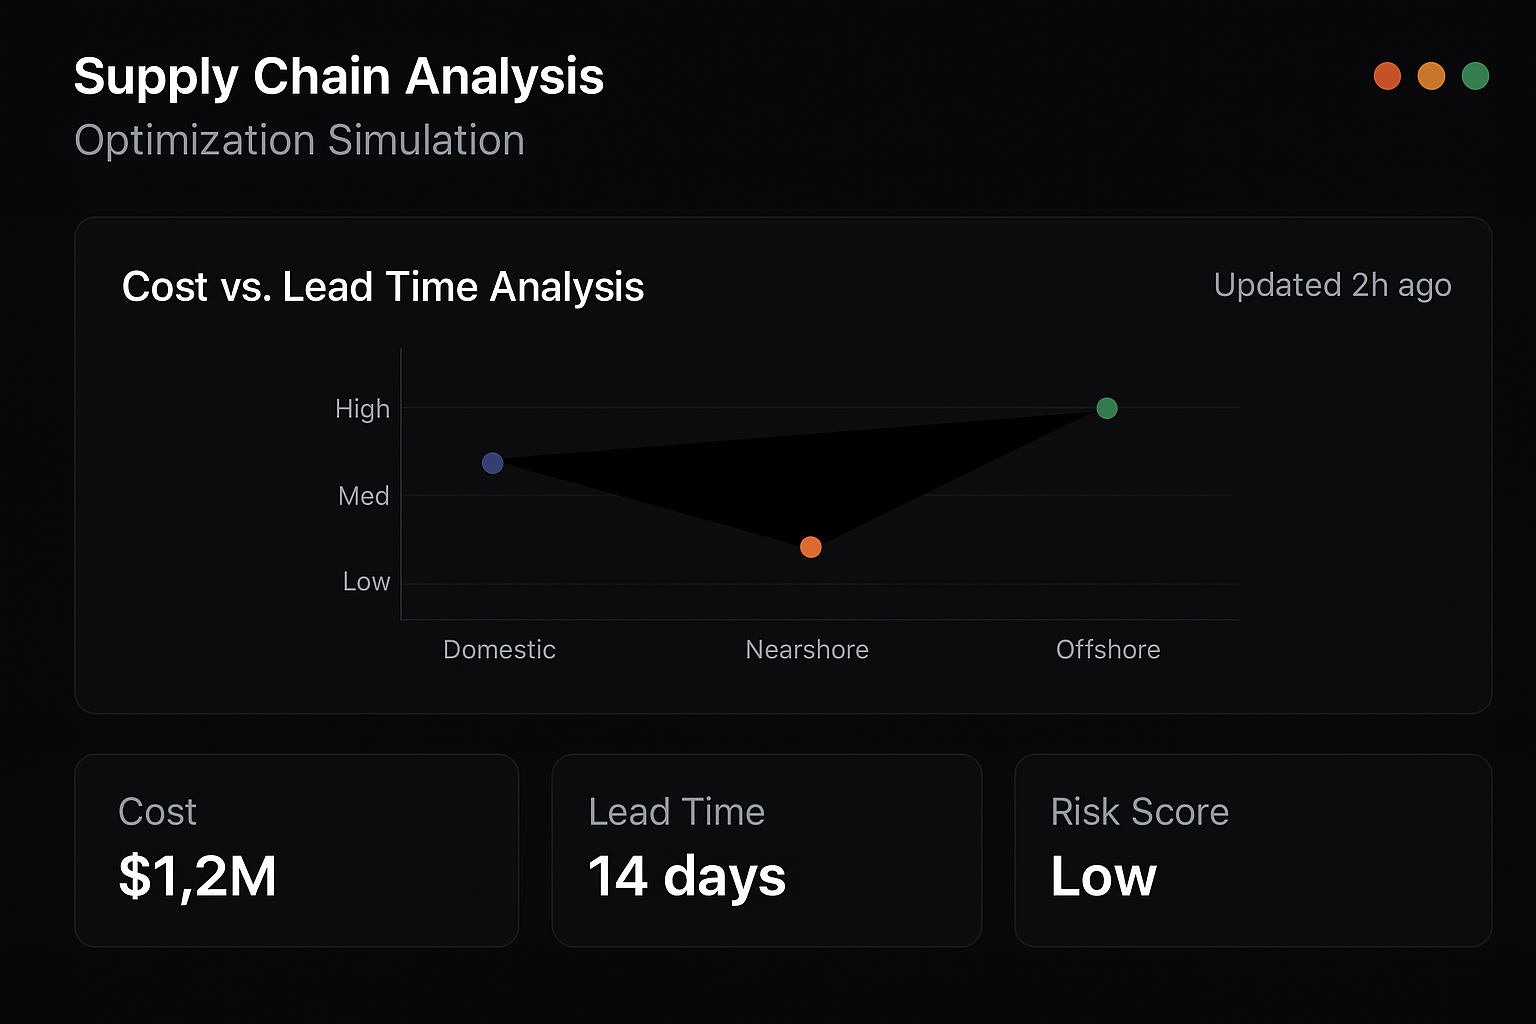 Supply Chain Analysis
Optimization Simulation
Cost vs. Lead Time Analysis
Updated 2h ago
High
Med
Low
Domestic
Nearshore
Offshore
Cost
$1,2M
Lead Time
14 days
Risk Score
Low